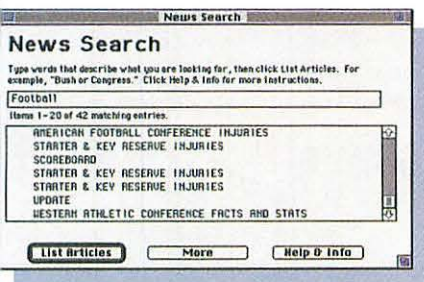 News Search
News Search
Type words that describe what you are looking for, then click List Articles. For
example, "Bush or Congress." Click Help & Info for more instructions.
Football
Items 1-20 of 42 matching entries.
AMERICAN FOOTBALL CONFERENCE INJURIES
STARTER & KEY RESERVE INJURIES
SCOREBOARD
STARTER & KEY RESERVE INJURIES
STARTER & KEY RESERVE INJURIES
UPDATE
WESTERN ATHLETIC CONFERENCE FACTS AND STATS
List Articles
More
Help & Info